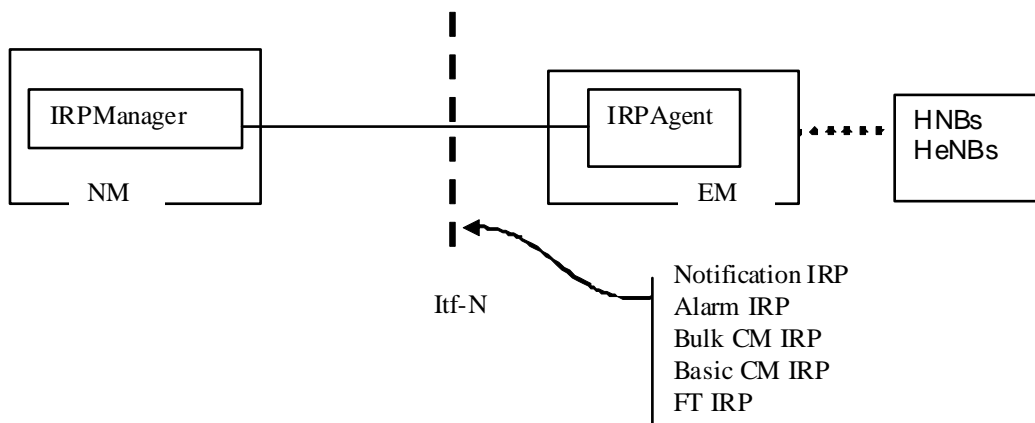 IRPManager
NM
IRPAgent
EM
HNBs
HeNBs
Itf-N
Notification IRP
Alarm IRP
Bulk CM IRP
Basic CM IRP
FT IRP